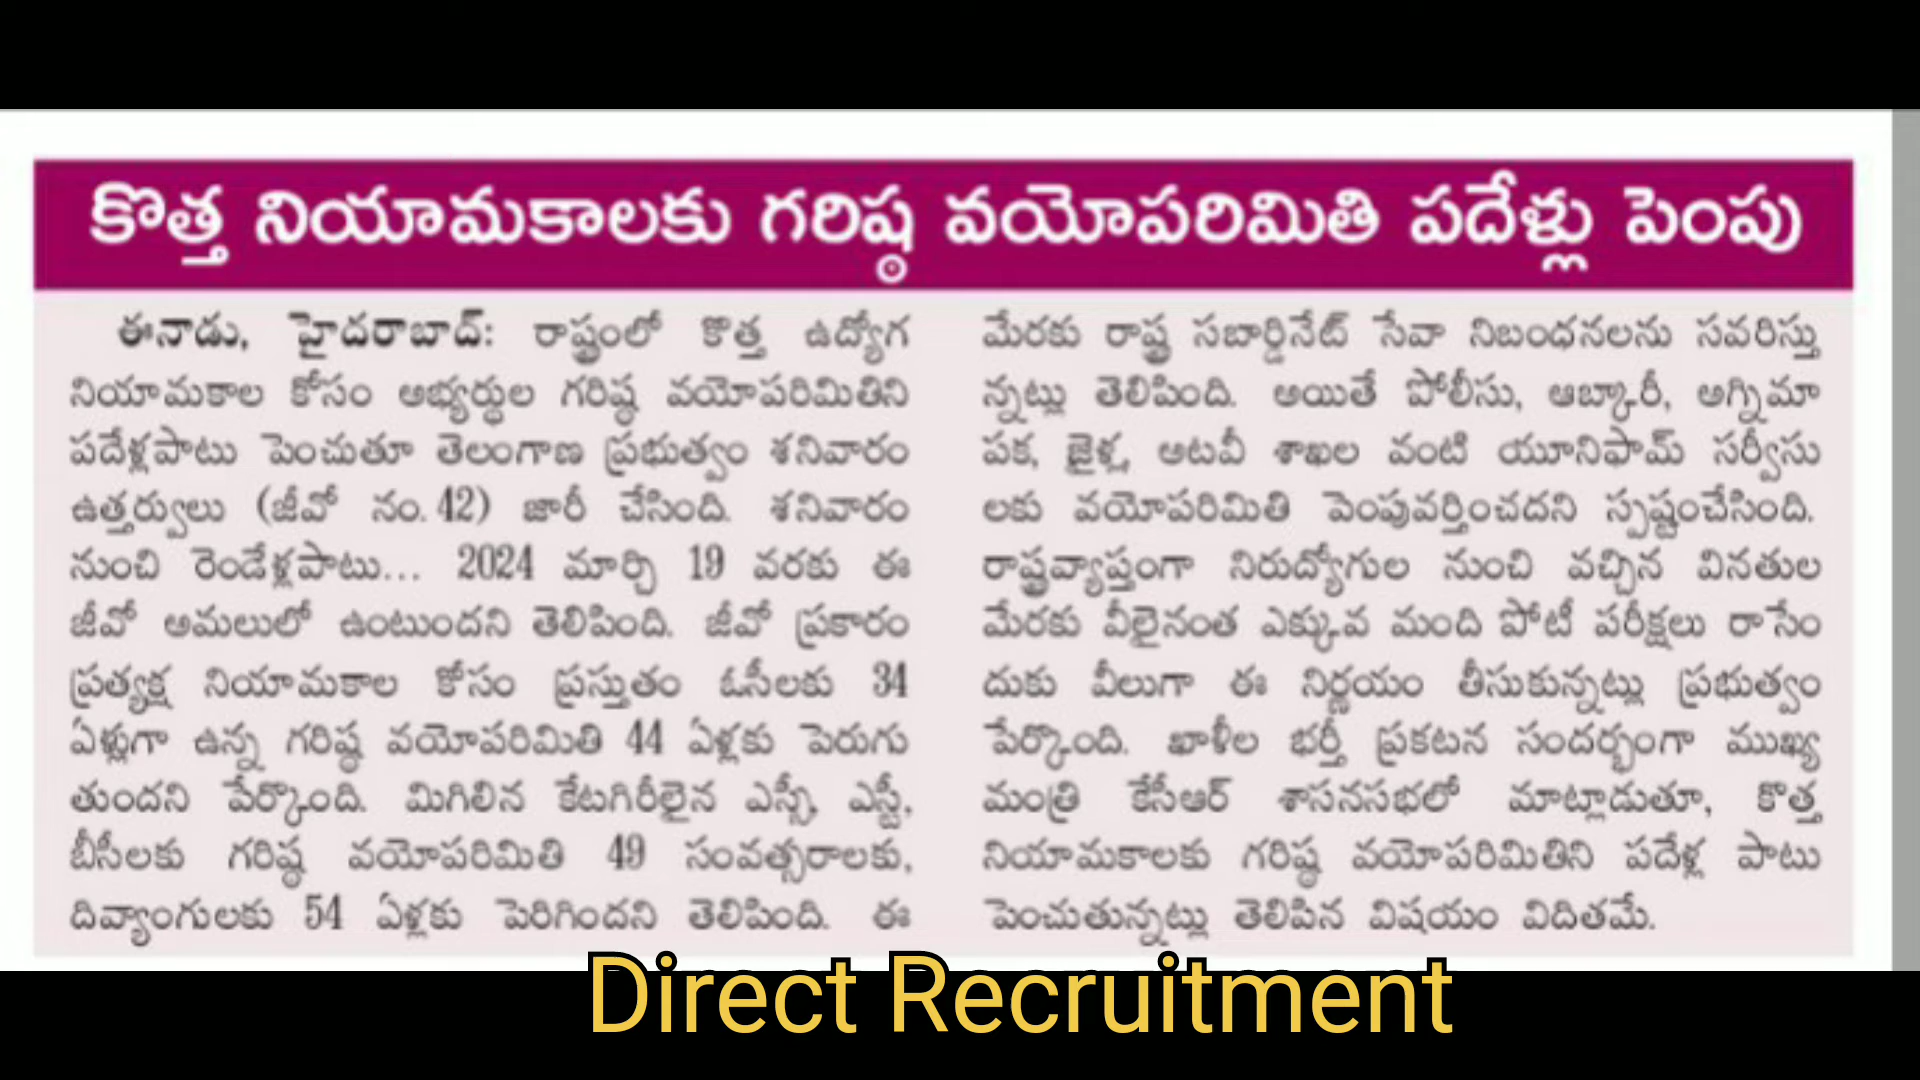 కొత్త నియామకాలకు గరిష్ఠ వయోపరిమితి పదేళ్లు పెంపు
ఈనాడు, హైదరాబాద్: రాష్ట్రంలో కొత్త ఉద్యోగ
నియామకాల కోసం అభ్యర్థుల గరిష్ఠ వయోపరిమితిని
పదేళ్లపాటు పెంచుతూ తెలంగాణ ప్రభుత్వం శనివారం
ఉత్తర్వులు (జీవో నం.42) జారీ చేసింది. శనివారం
నుంచి రెండేళ్లపాటు... 2024 మార్చి 19 వరకు ఈ
జీవో అమలులో ఉంటుందని తెలిపింది. జీవో ప్రకారం
ప్రత్యక్ష నియామకాల కోసం ప్రస్తుతం ఓసీలకు 34
ఏళ్లుగా ఉన్న గరిష్ఠ వయోపరిమితి 44 ఏళ్లకు పెరుగు
తుందని పేర్కొంది. మిగిలిన కేటగిరీలైన ఎస్సీ, ఎస్టీ,
బీసీలకు గరిష్ఠ వయోపరిమితి 49 సంవత్సరాలకు,
దివ్యాంగులకు 54 ఏళ్లకు పెరిగిందని తెలిపింది. ఈ
మేరకు రాష్ట్ర సబార్డినేట్ సేవా నిబంధనలను సవరిస్తు
న్నట్లు తెలిపింది. అయితే పోలీసు, ఆబ్కారీ, అగ్నిమా
పక, జైళ్ల, అటవీ శాఖల వంటి యూనిఫామ్ సర్వీసు
లకు వయోపరిమితి పెంపువర్తించదని స్పష్టంచేసింది.
రాష్ట్రవ్యాప్తంగా నిరుద్యోగుల నుంచి వచ్చిన వినతుల
మేరకు వీలైనంత ఎక్కువ మంది పోటీ పరీక్షలు రాసేం
దుకు వీలుగా ఈ నిర్ణయం తీసుకున్నట్లు ప్రభుత్వం
పేర్కొంది. ఖాళీల భర్తీ ప్రకటన సందర్భంగా ముఖ్య
మంత్రి కేసీఆర్ శాసనసభలో మాట్లాడుతూ, కొత్త
నియామకాలకు గరిష్ఠ వయోపరిమితిని పదేళ్ల పాటు
పెంచుతున్నట్లు తెలిపిన విషయం విదితమే.
Direct Recruitment